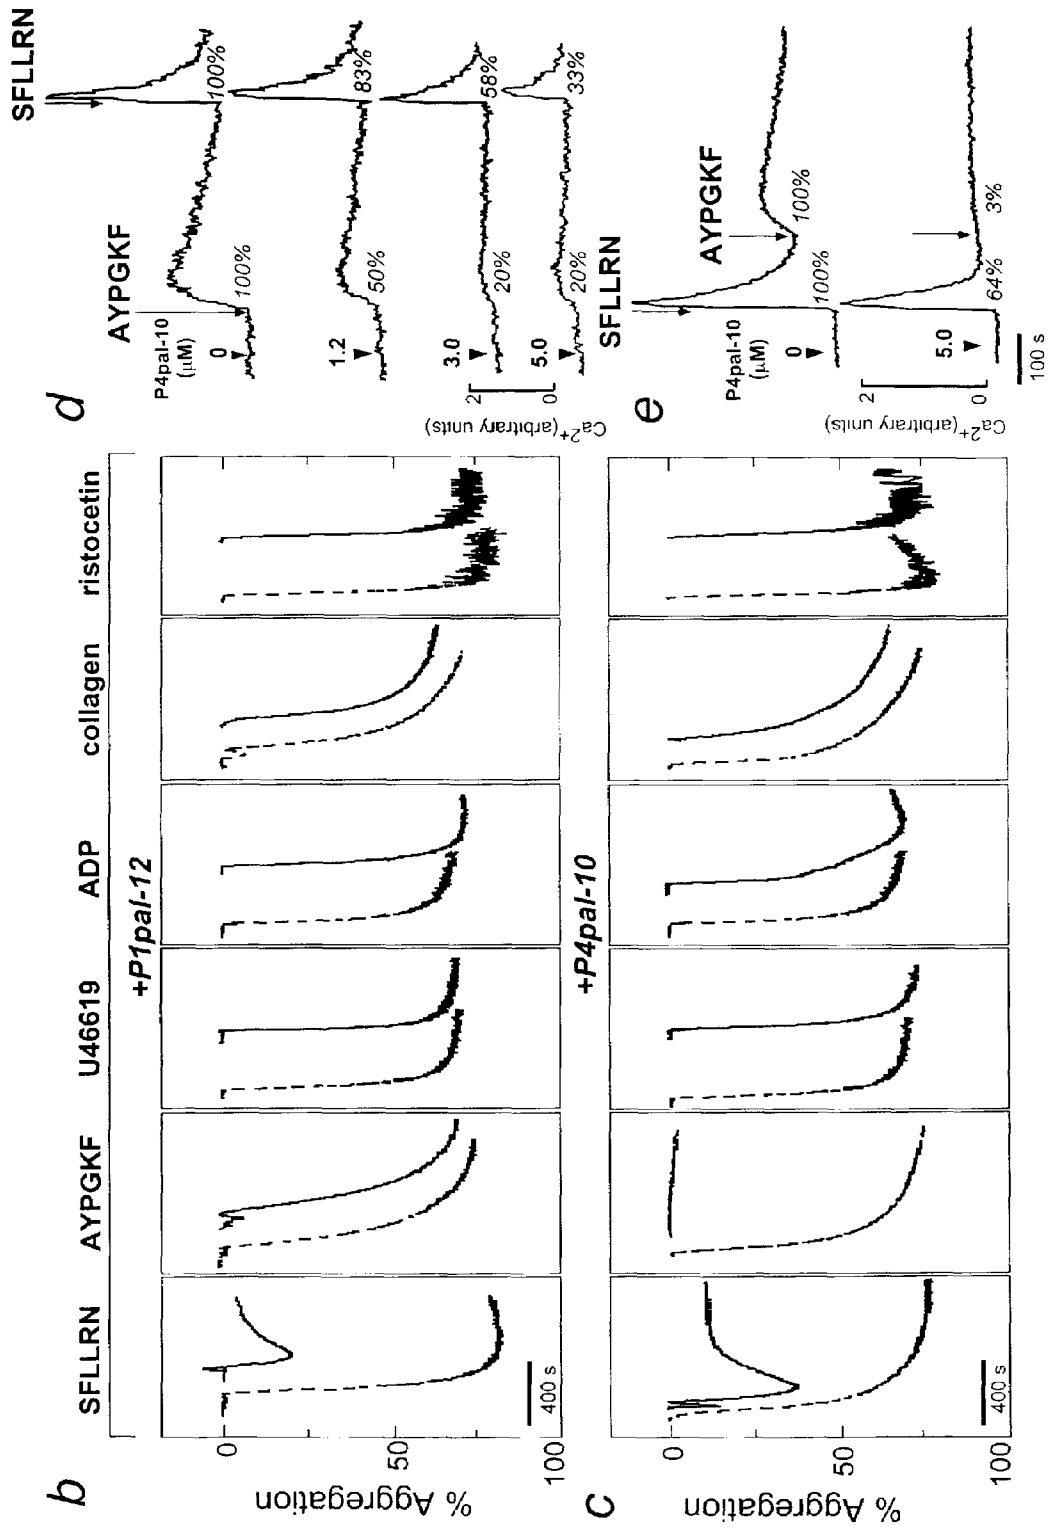 b
SFLLRN AYPGKF U46619 ADP collagen ristocetin
+P1pal-12
% Aggregation
0
50
100
400 s
c
+P4pal-10
% Aggregation
0
50
100
400 s
d
AYPGKF SFLLRN
P4pal-10
(µM)
0
100% 100%
1.2
50% 83%
3.0
20% 58%
5.0
20% 33%
2
0
Ca2+(arbitrary units)
e
SFLLRN
AYPGKF
P4pal-10
(µM)
0
100% 100%
5.0
64% 3%
2
0
Ca2+(arbitrary units)
100 s